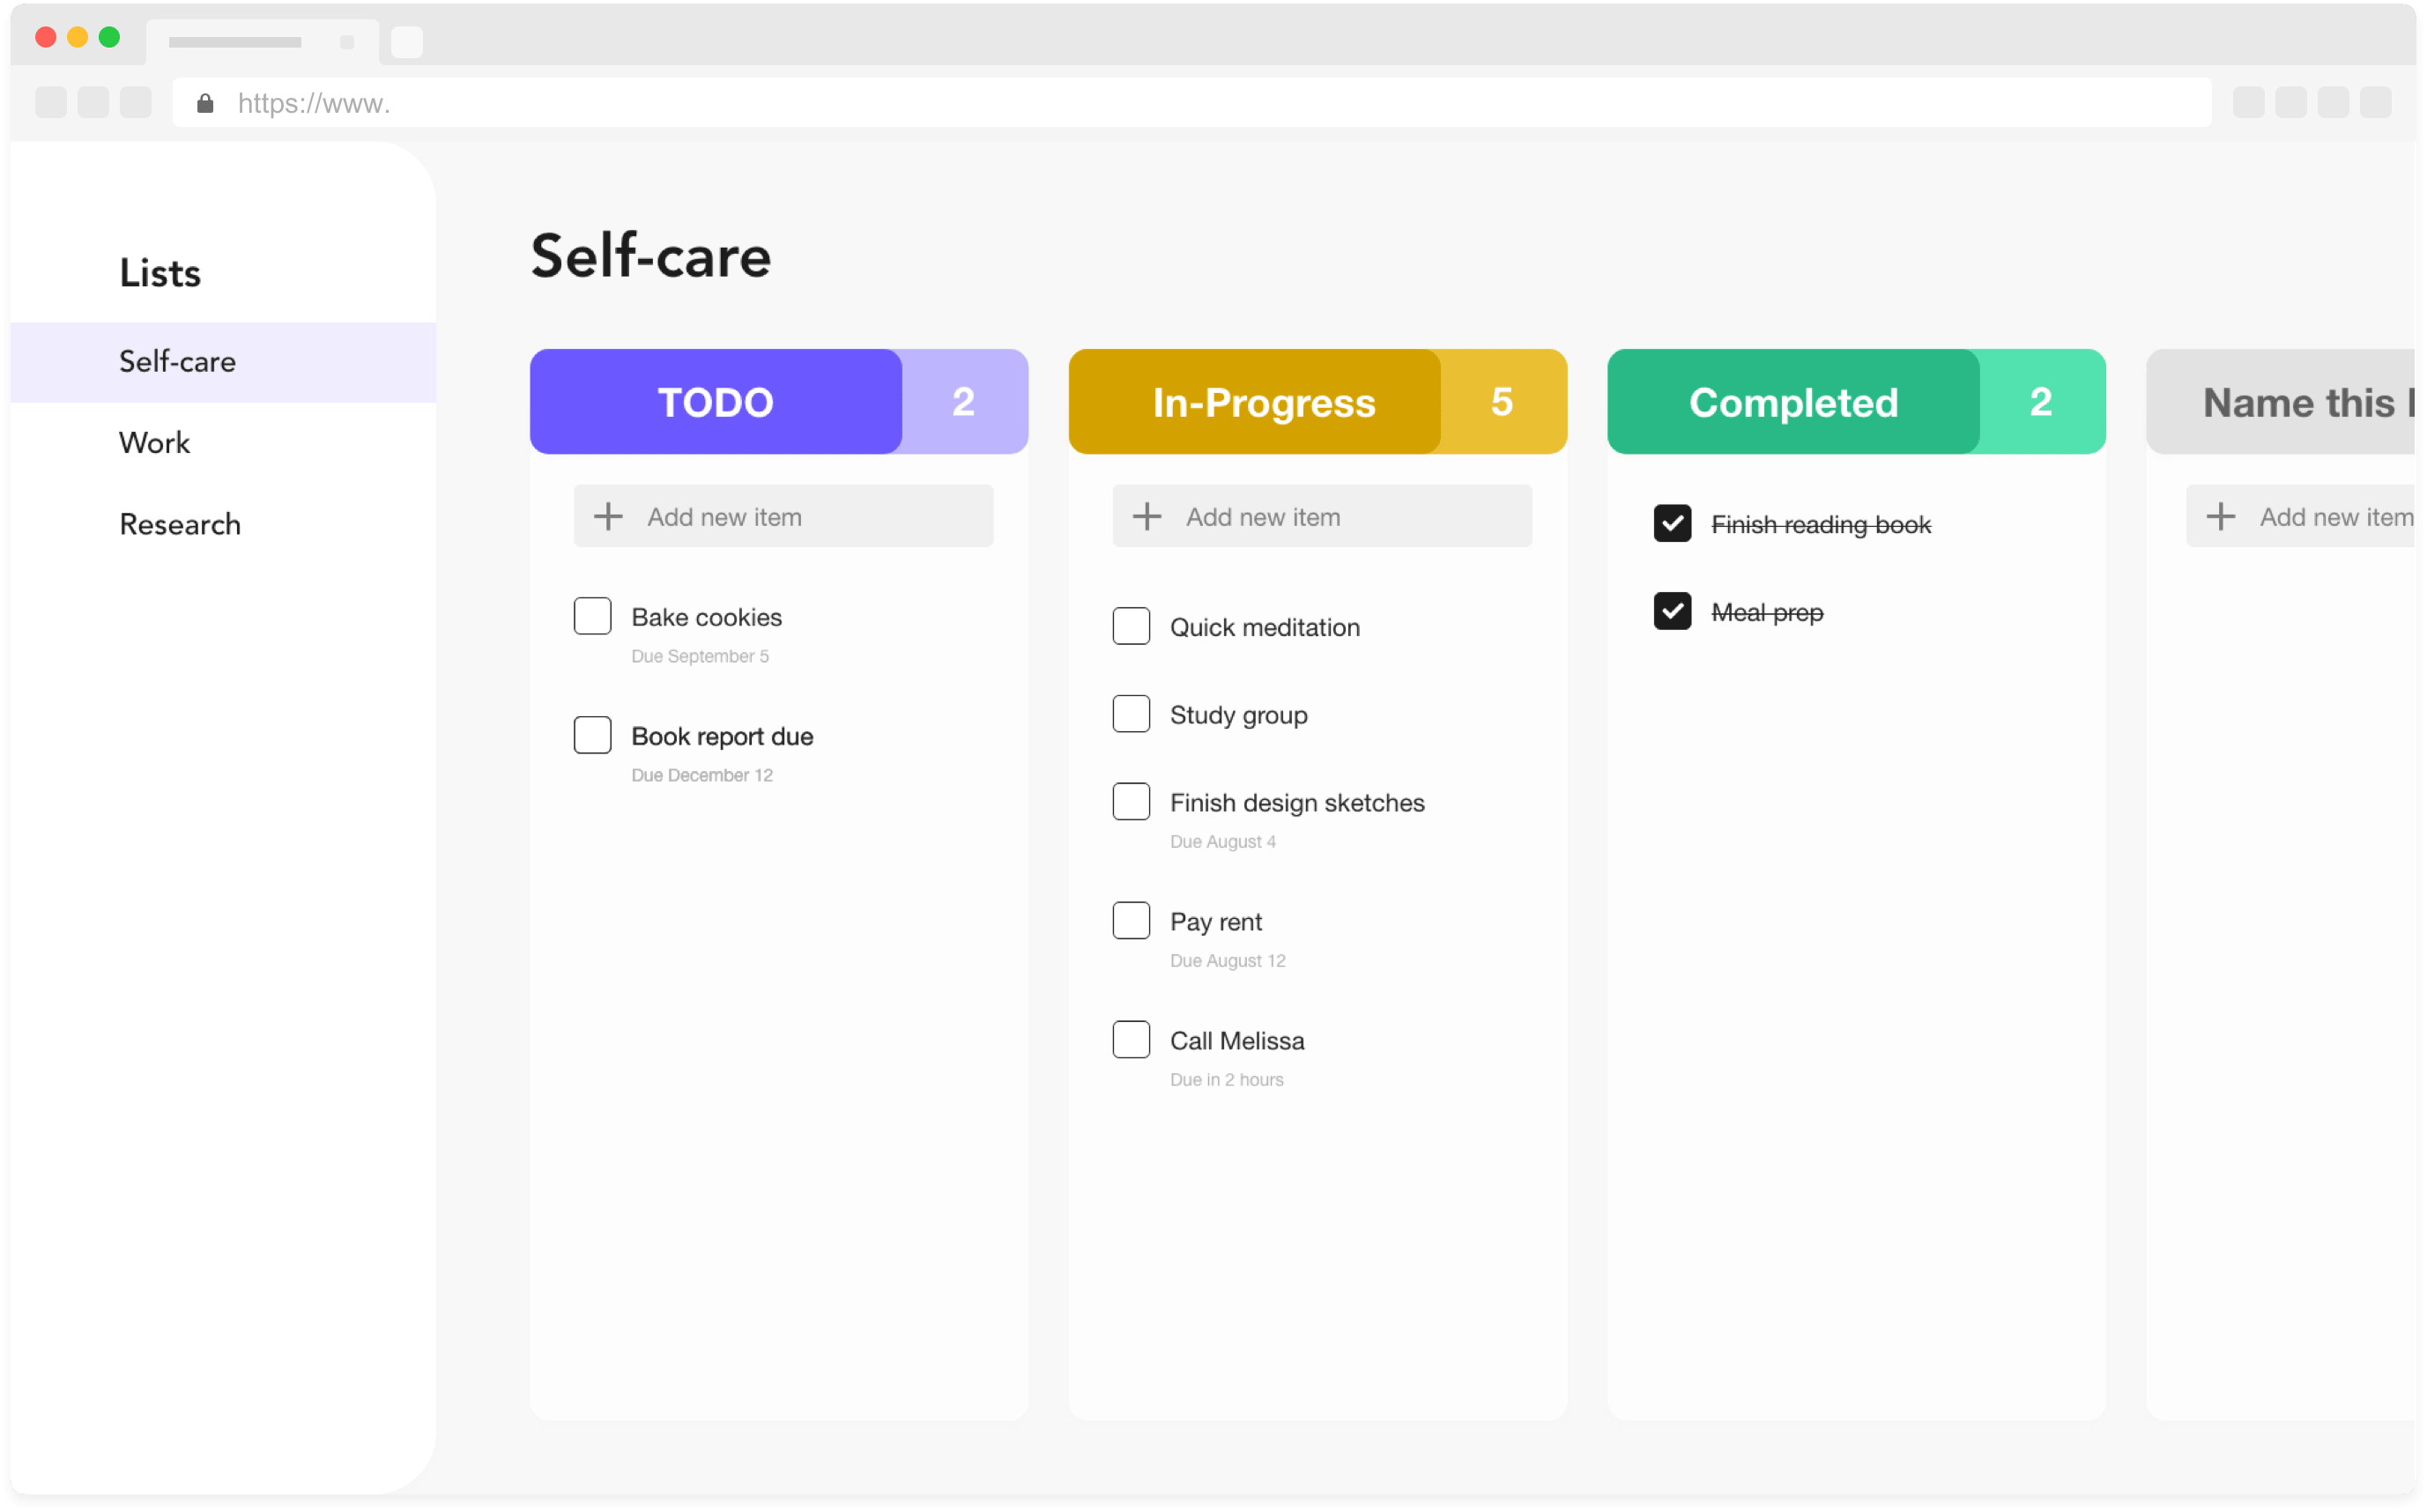 https://www.
Lists
Self-care
Work
Research
Self-care
TODO 2
Add new item
Bake cookies
Due September 5
Book report due
Due December 12
In-Progress 5
Add new item
Quick meditation
Study group
Finish design sketches
Due August 4
Pay rent
Due August 12
Call Melissa
Due in 2 hours
Completed 2
Finish reading book
Meal prep
Name this
Add new item